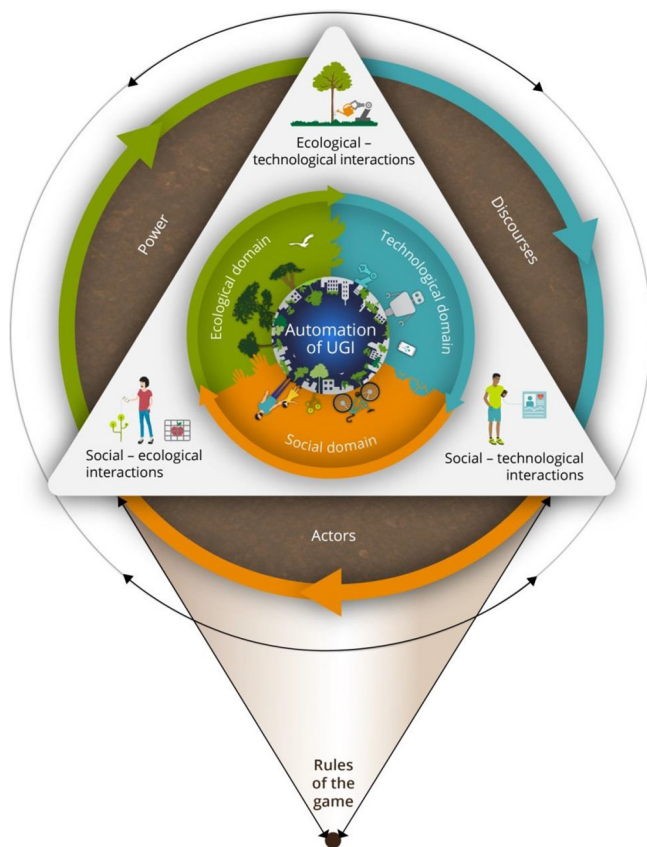 Ecological –
technological interactions
Power
Discourses
Ecological domain
Technological domain
Automation
of UGI
Social domain
Social – ecological
interactions
Social – technological
interactions
Actors
Rules
of the
game